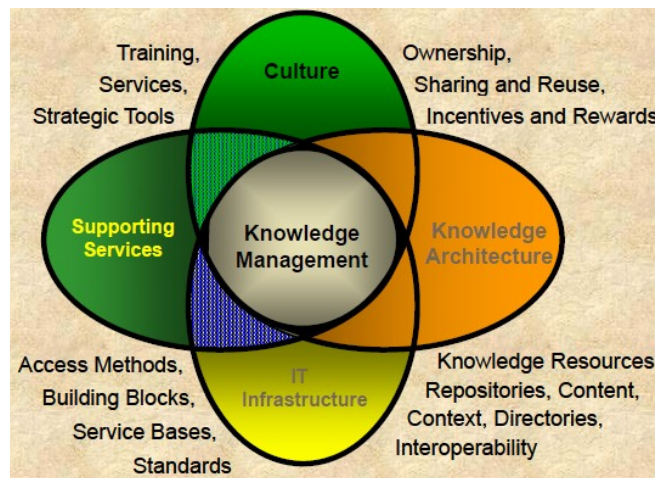 Training,
Services,
Strategic Tools
Culture
Ownership,
Sharing and Reuse,
Incentives and Rewards
Supporting
Services
Knowledge
Management
Knowledge
Architecture
IT
Infrastructure
Access Methods,
Building Blocks,
Service Bases,
Standards
Knowledge Resources
Repositories, Content,
Context, Directories,
Interoperability